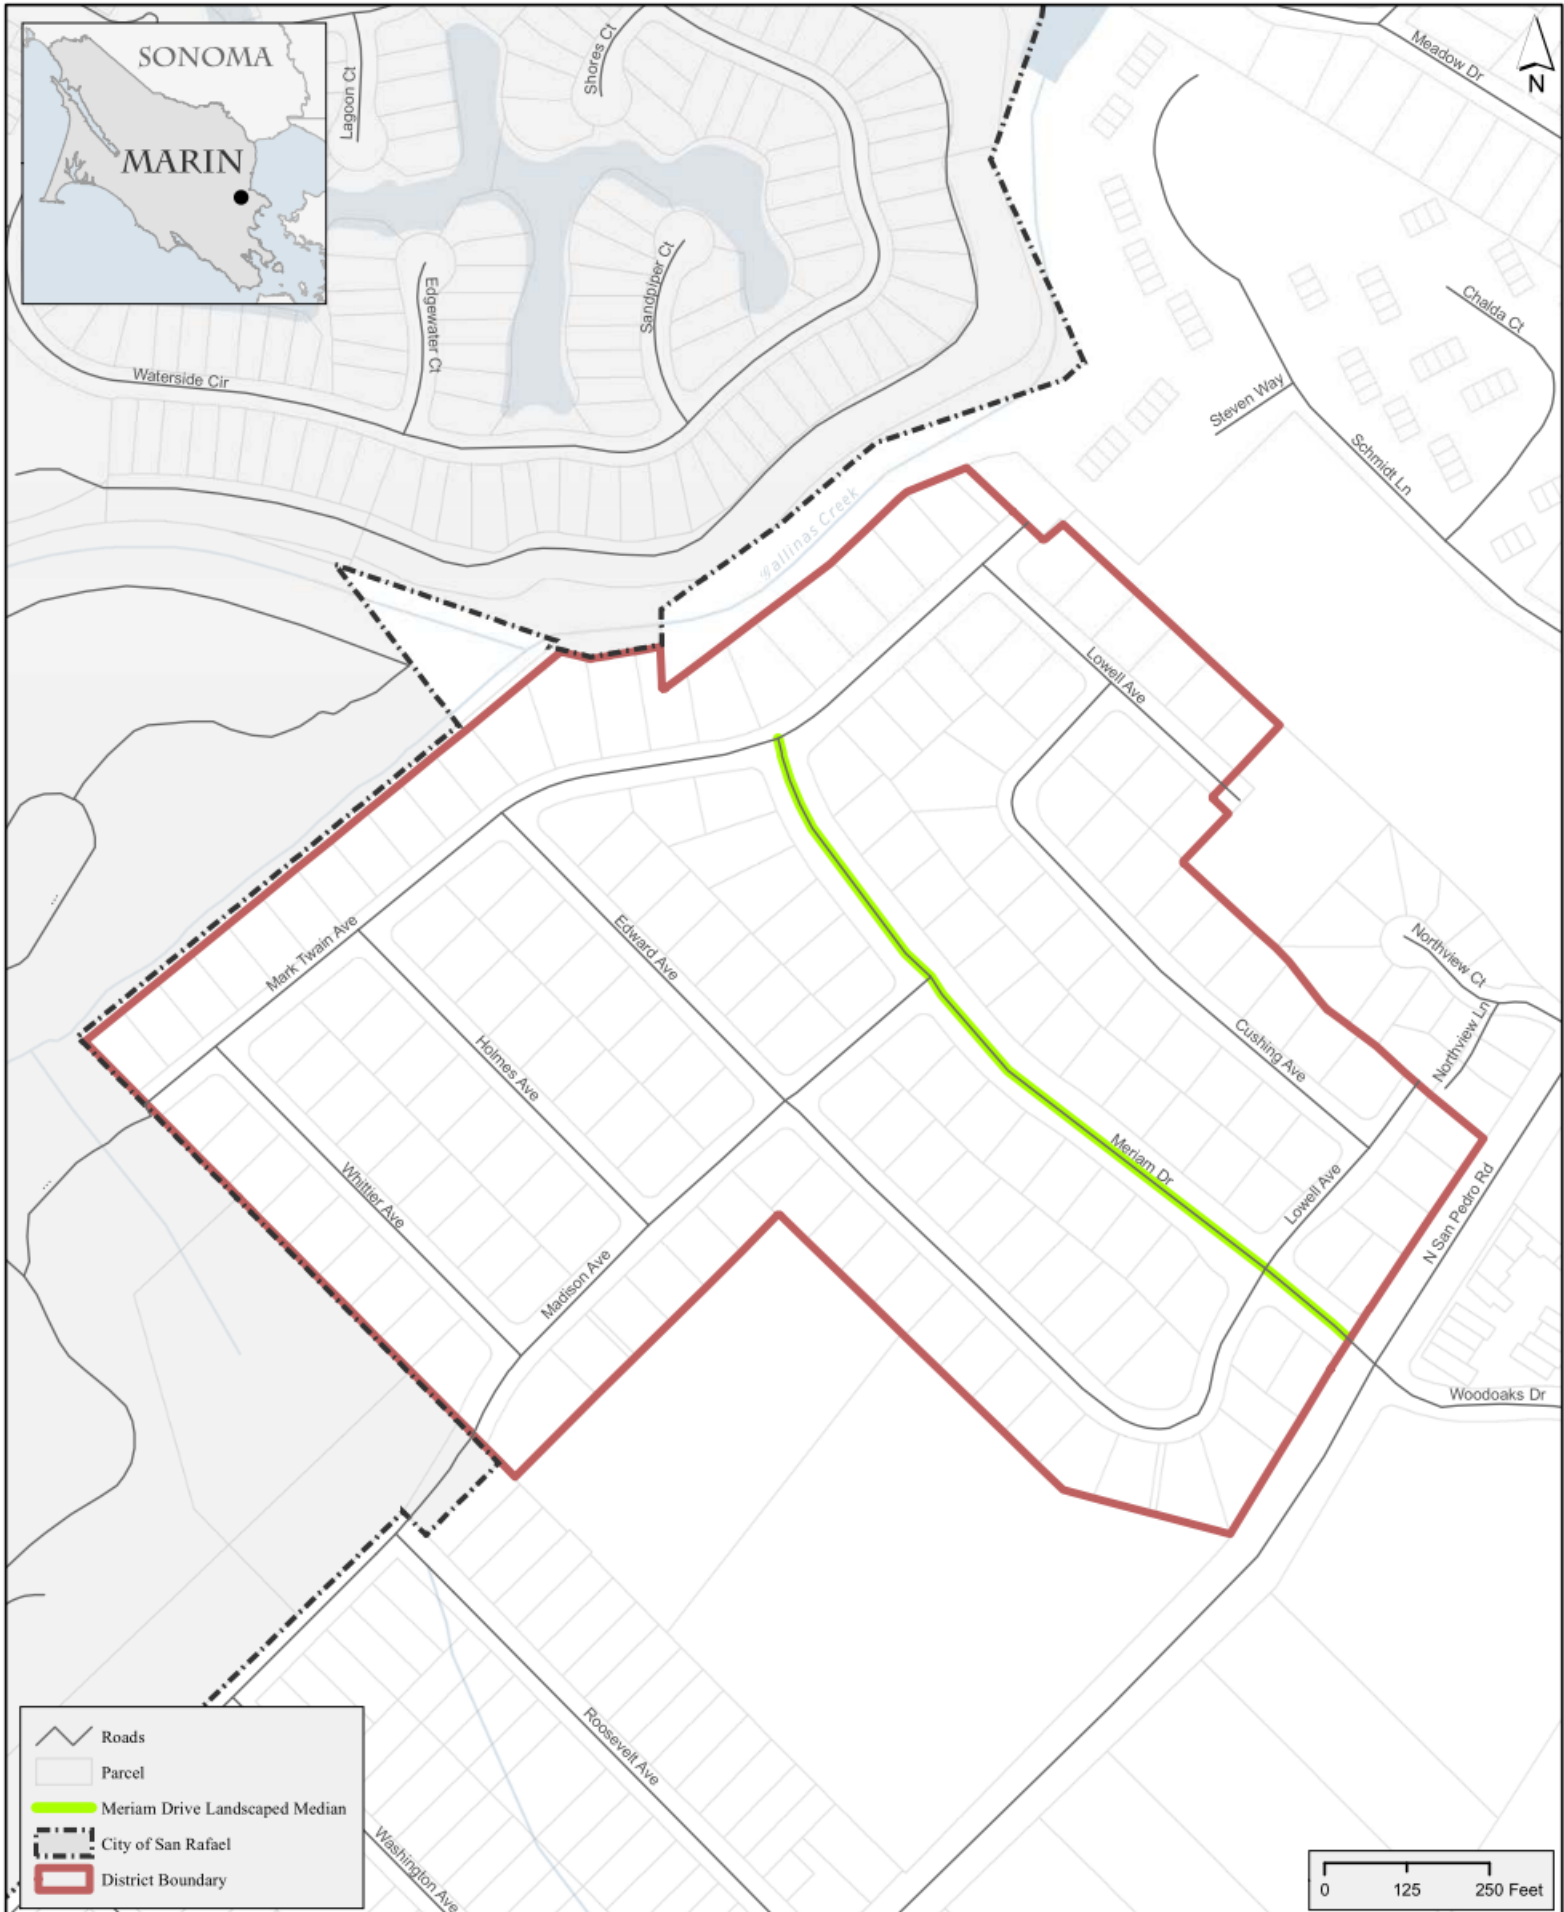 SONOMA
MARIN
Lagoon Ct
Shores Ct
Meadow Dr
N
Edgewater Ct
Sandpiper Ct
Chalda Ct
Waterside Cir
Steven Way
Schmidt Ln
Gallinas Creek
Lowell Ave
Mark Twain Ave
Edward Ave
Northview Ct
Northview Ln
Holmes Ave
Cushing Ave
...
...
Whittier Ave
Meriam Dr
Lowell Ave
N San Pedro Rd
Madison Ave
Woodoaks Dr
Roosevelt Ave
Washington Ave
Roads
Parcel
Meriam Drive Landscaped Median
City of San Rafael
District Boundary
0 125 250 Feet